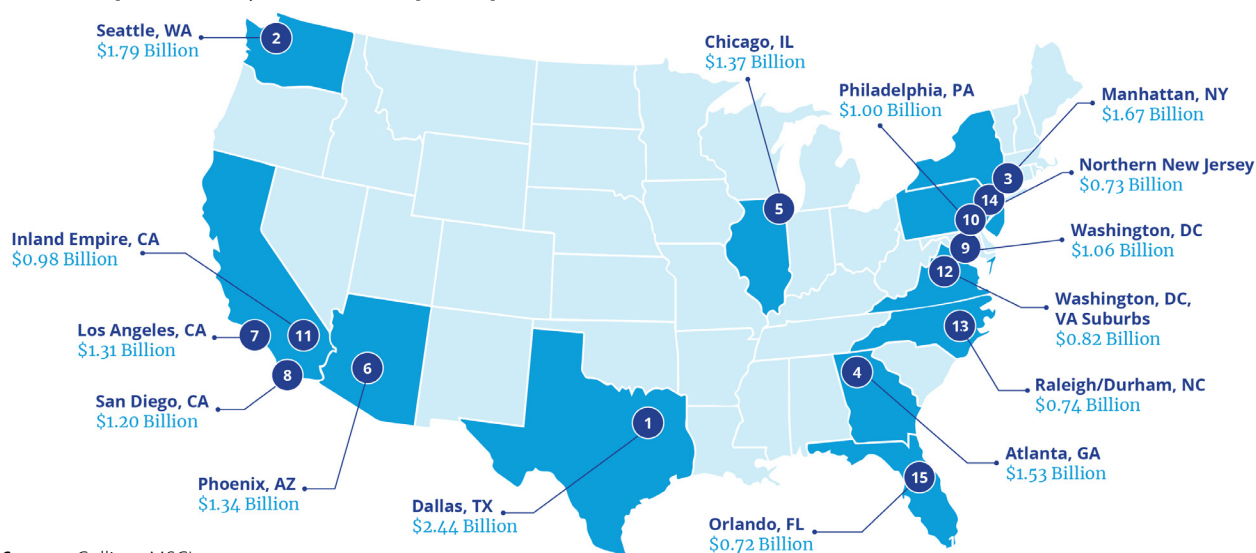 Seattle, WA
$1.79 Billion
2
Chicago, IL
$1.37 Billion
5
Philadelphia, PA
$1.00 Billion
10
Manhattan, NY
$1.67 Billion
3
Northern New Jersey
$0.73 Billion
14
Washington, DC
$1.06 Billion
9
Washington, DC,
VA Suburbs
$0.82 Billion
12
Raleigh/Durham, NC
$0.74 Billion
13
Atlanta, GA
$1.53 Billion
4
Orlando, FL
$0.72 Billion
15
Dallas, TX
$2.44 Billion
1
Phoenix, AZ
$1.34 Billion
6
San Diego, CA
$1.20 Billion
8
Los Angeles, CA
$1.31 Billion
7
Inland Empire, CA
$0.98 Billion
11